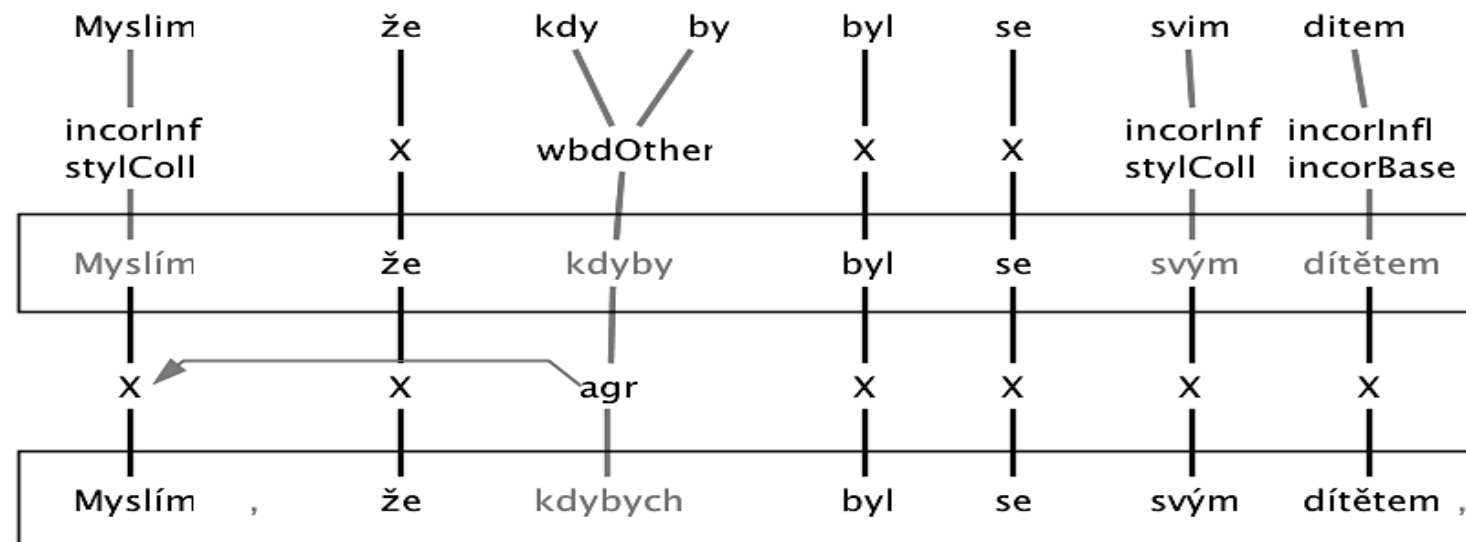 Myslim že kdy by byl se svim ditem
incorInf X wbdOther X X incorInf incorInfl
stylColl stylColl incorBase
Myslím že kdyby byl se svým dítětem
X X agr X X X X
Myslím , že kdybych byl se svým dítětem ,